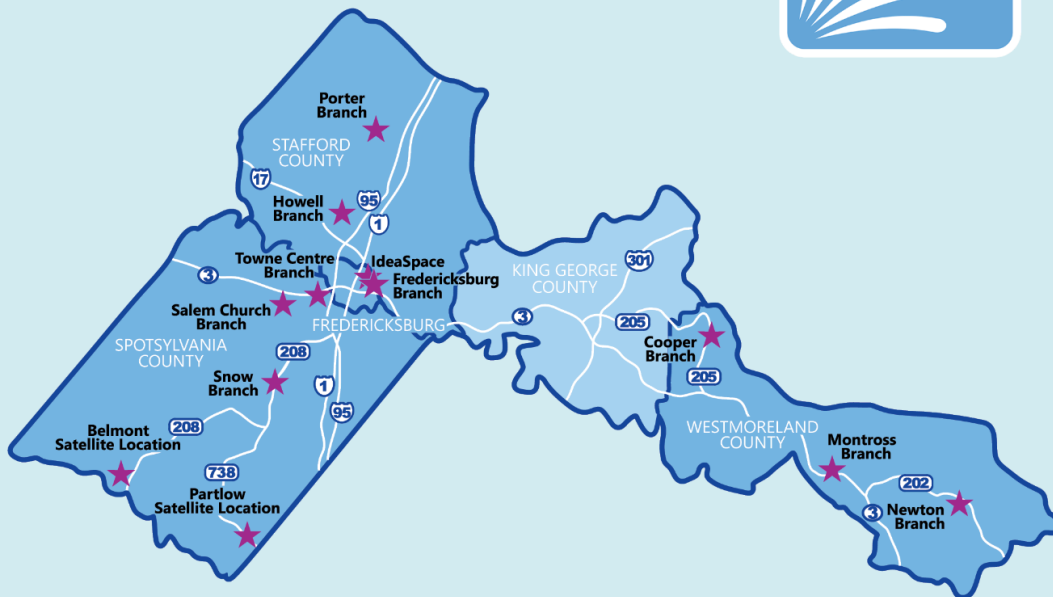 Porter
Branch
STAFFORD
COUNTY
17
Howell
Branch
95
1
Towne Centre
Branch
IdeaSpace
Fredericksburg
Branch
3
Salem Church
Branch
FREDERICKSBURG
SPOTSYLVANIA
COUNTY
208
Snow
Branch
1
95
208
Belmont
Satellite Location
738
Partlow
Satellite Location
KING GEORGE
COUNTY
301
3
205
Cooper
Branch
205
WESTMORELAND
COUNTY
Montross
Branch
202
3
Newton
Branch